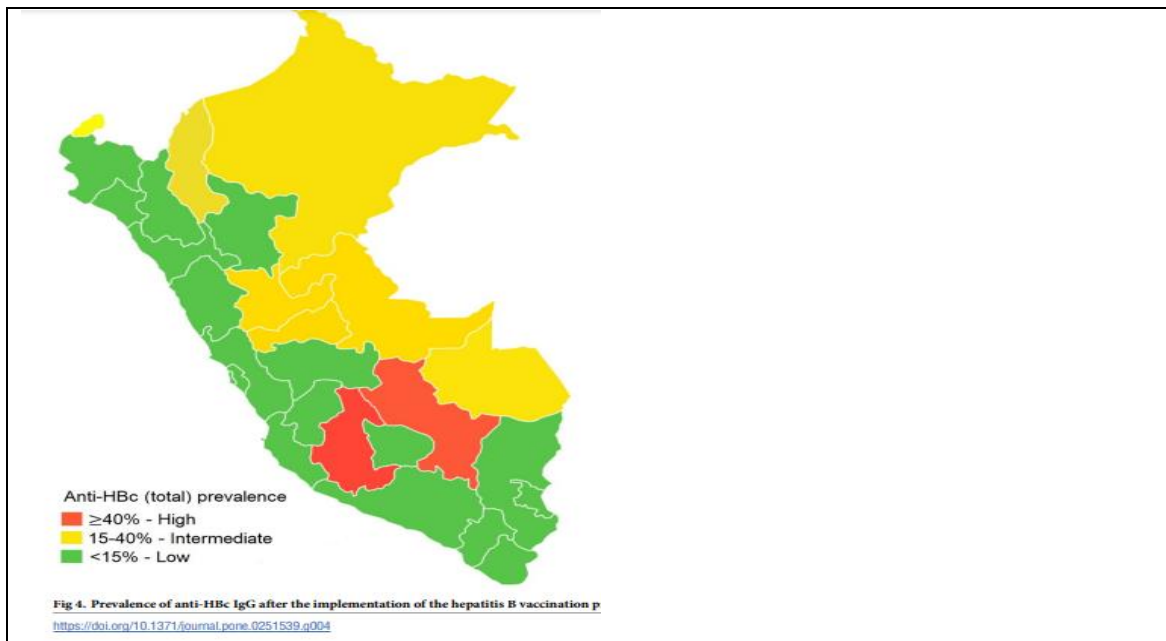 Anti-HBc (total) prevalence
≥40% - High
15-40% - Intermediate
<15% - Low
Fig 4. Prevalence of anti-HBc IgG after the implementation of the hepatitis B vaccination p
https://doi.org/10.1371/journal.pone.0251539.g004